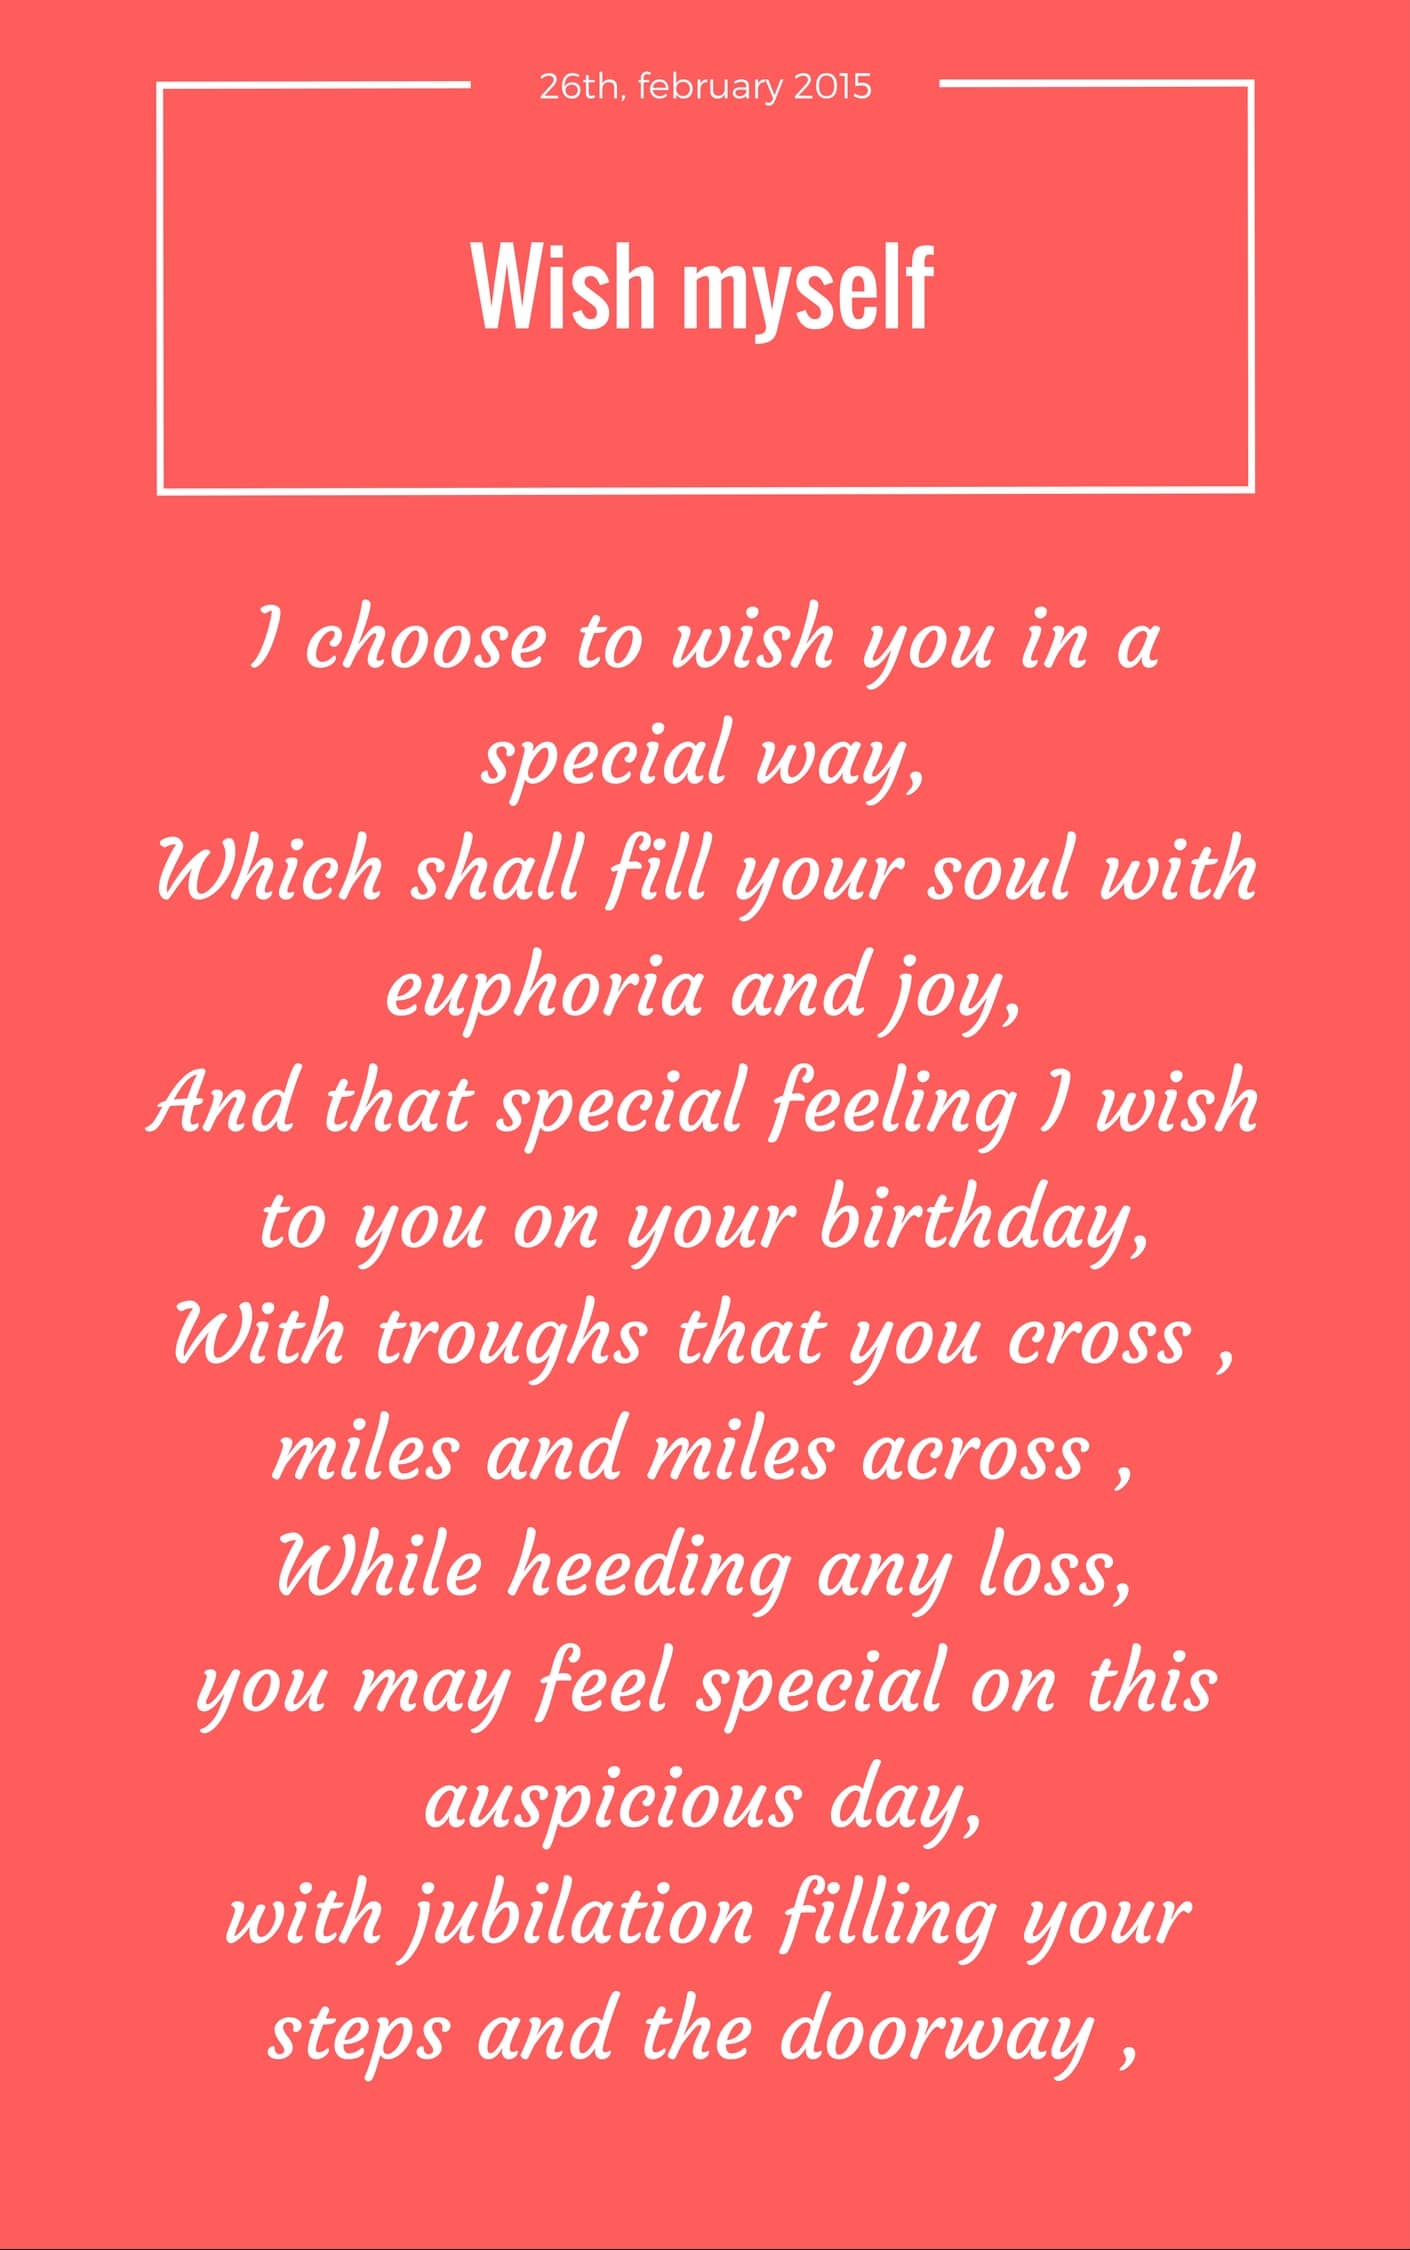 26th, february 2015
Wish myself
I choose to wish you in a
special way,
Which shall fill your soul with
euphoria and joy,
And that special feeling I wish
to you on your birthday,
With troughs that you cross ,
miles and miles across ,
While heeding any loss,
you may feel special on this
auspicious day,
with jubilation filling your
steps and the doorway ,